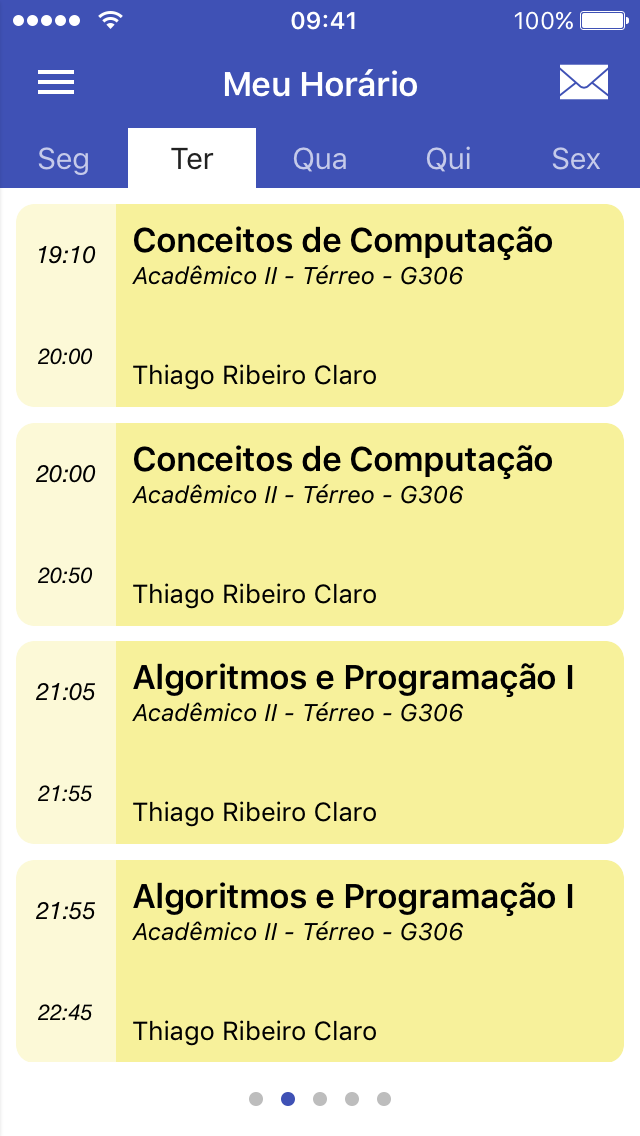 09:41
100%
Meu Horário
Seg Ter Qua Qui Sex
19:10
Conceitos de Computação
Acadêmico II - Térreo - G306
20:00
Thiago Ribeiro Claro
20:00
Conceitos de Computação
Acadêmico II - Térreo - G306
20:50
Thiago Ribeiro Claro
21:05
Algoritmos e Programação I
Acadêmico II - Térreo - G306
21:55
Thiago Ribeiro Claro
21:55
Algoritmos e Programação I
Acadêmico II - Térreo - G306
22:45
Thiago Ribeiro Claro